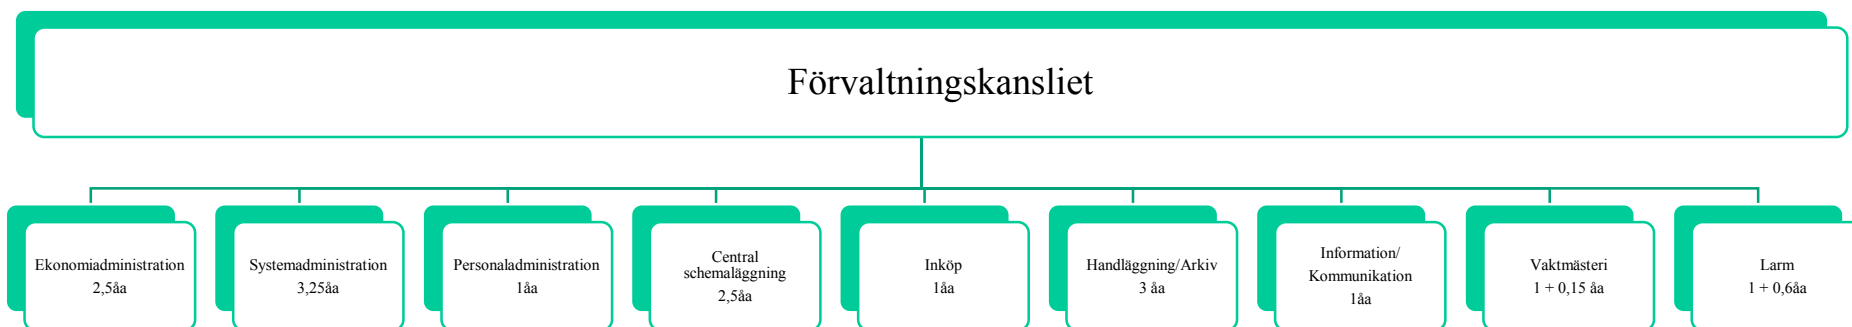 Förvaltningskansliet
Ekonomiadministration
2,5åa
Systemadministration
3,25åa
Personaladministration
1åa
Central
schemaläggning
2,5åa
Inköp
1åa
Handläggning/Arkiv
3 åa
Information/
Kommunikation
1åa
Vaktmästeri
1 + 0,15 åa
Larm
1 + 0,6åa